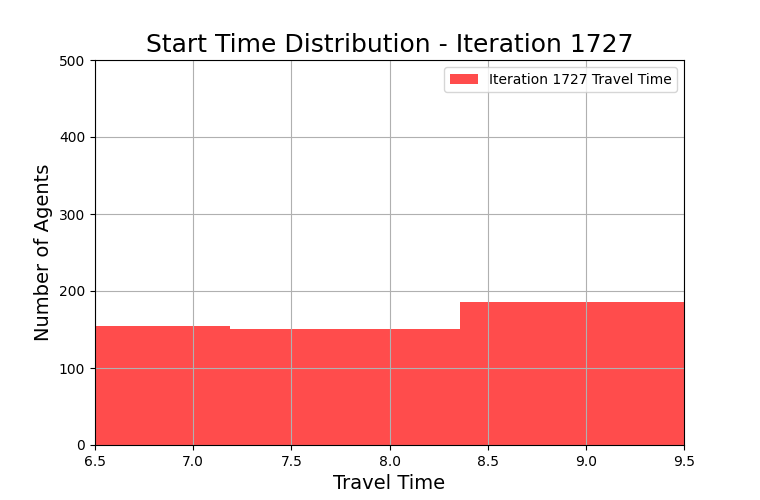 Start Time Distribution - Iteration 1727
500
Iteration 1727 Travel Time
400
300
200
100
0
Number of Agents
6.5 7.0 7.5 8.0 8.5 9.0 9.5
Travel Time